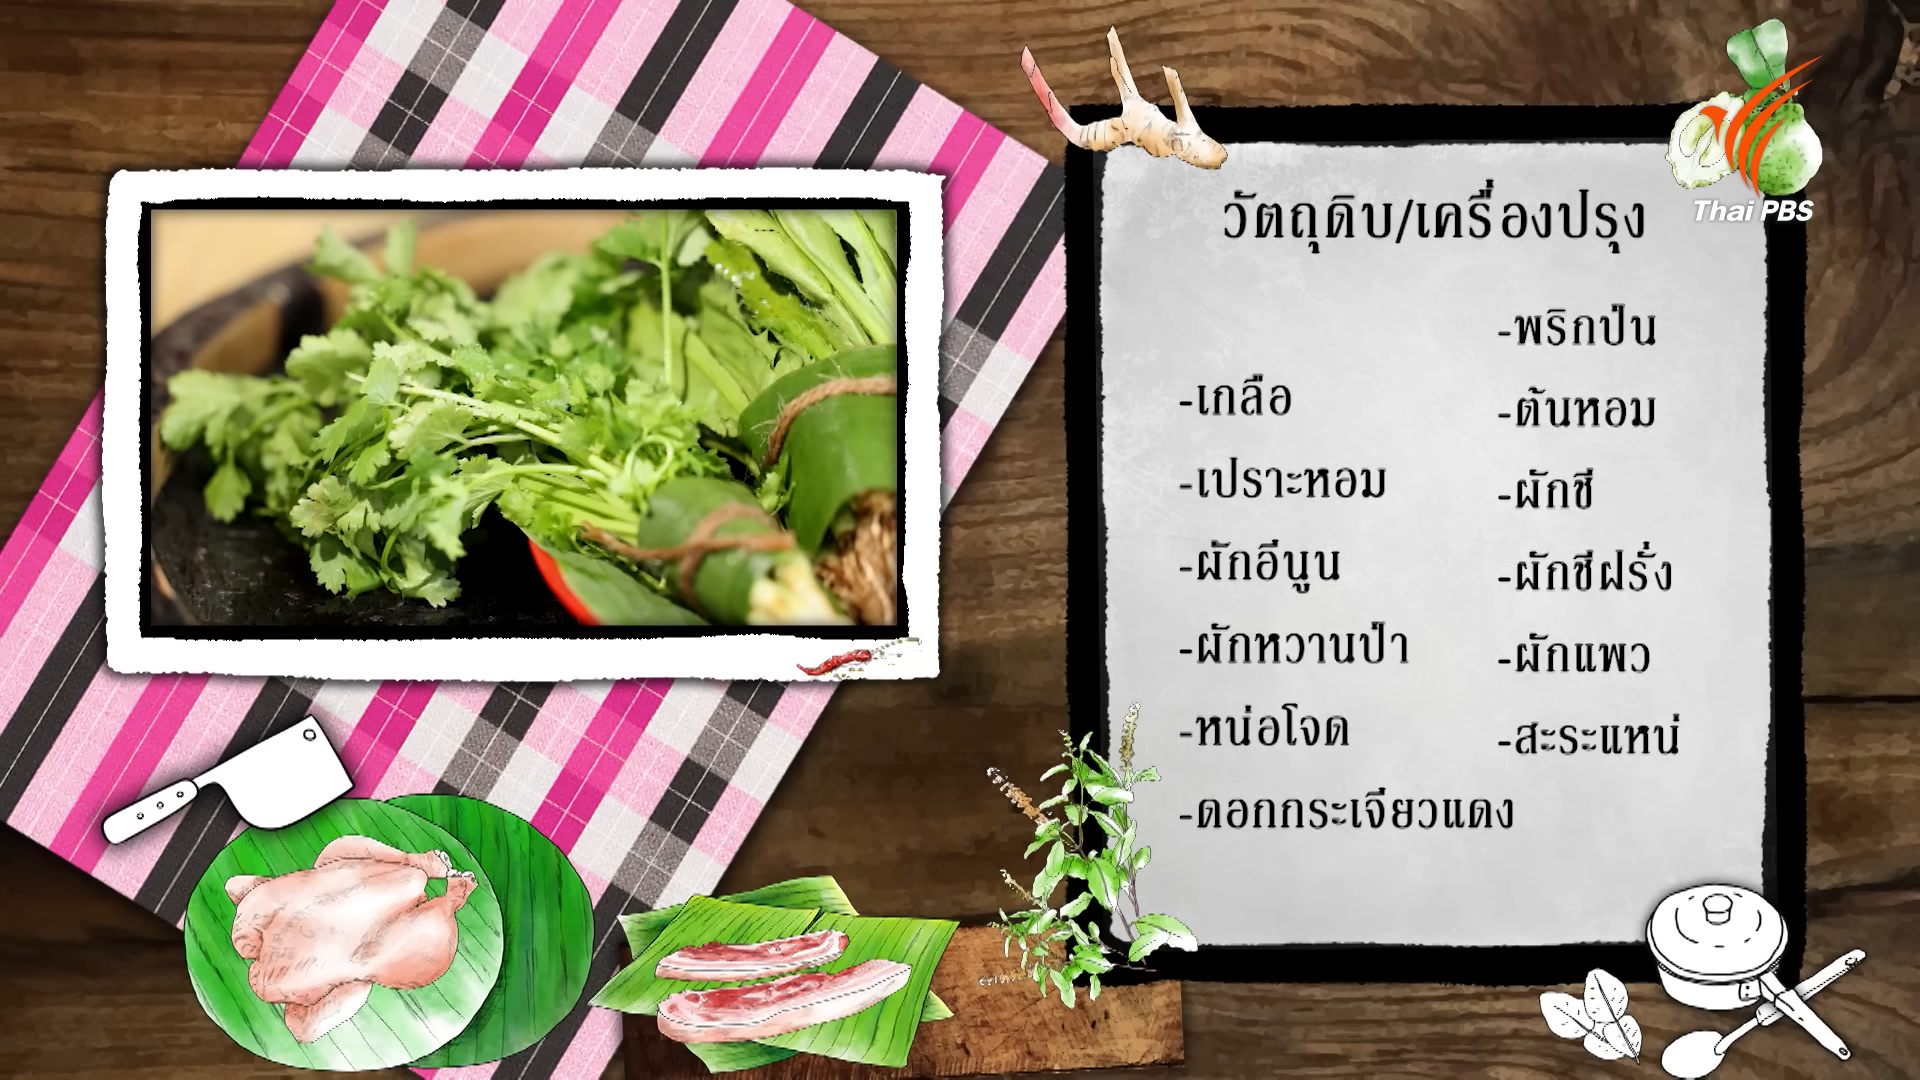 Thai PBS
วัตถุดิบ/เครื่องปรุง
-เกลือ
-เปราะหอม
-ผักอีนูน
-ผักหวานป่า
-หน่อโจด
-ดอกกระเจียวแดง
-พริกป่น
-ต้นหอม
-ผักชี
-ผักชีฝรั่ง
-ผักแพว
-สะระแหน่